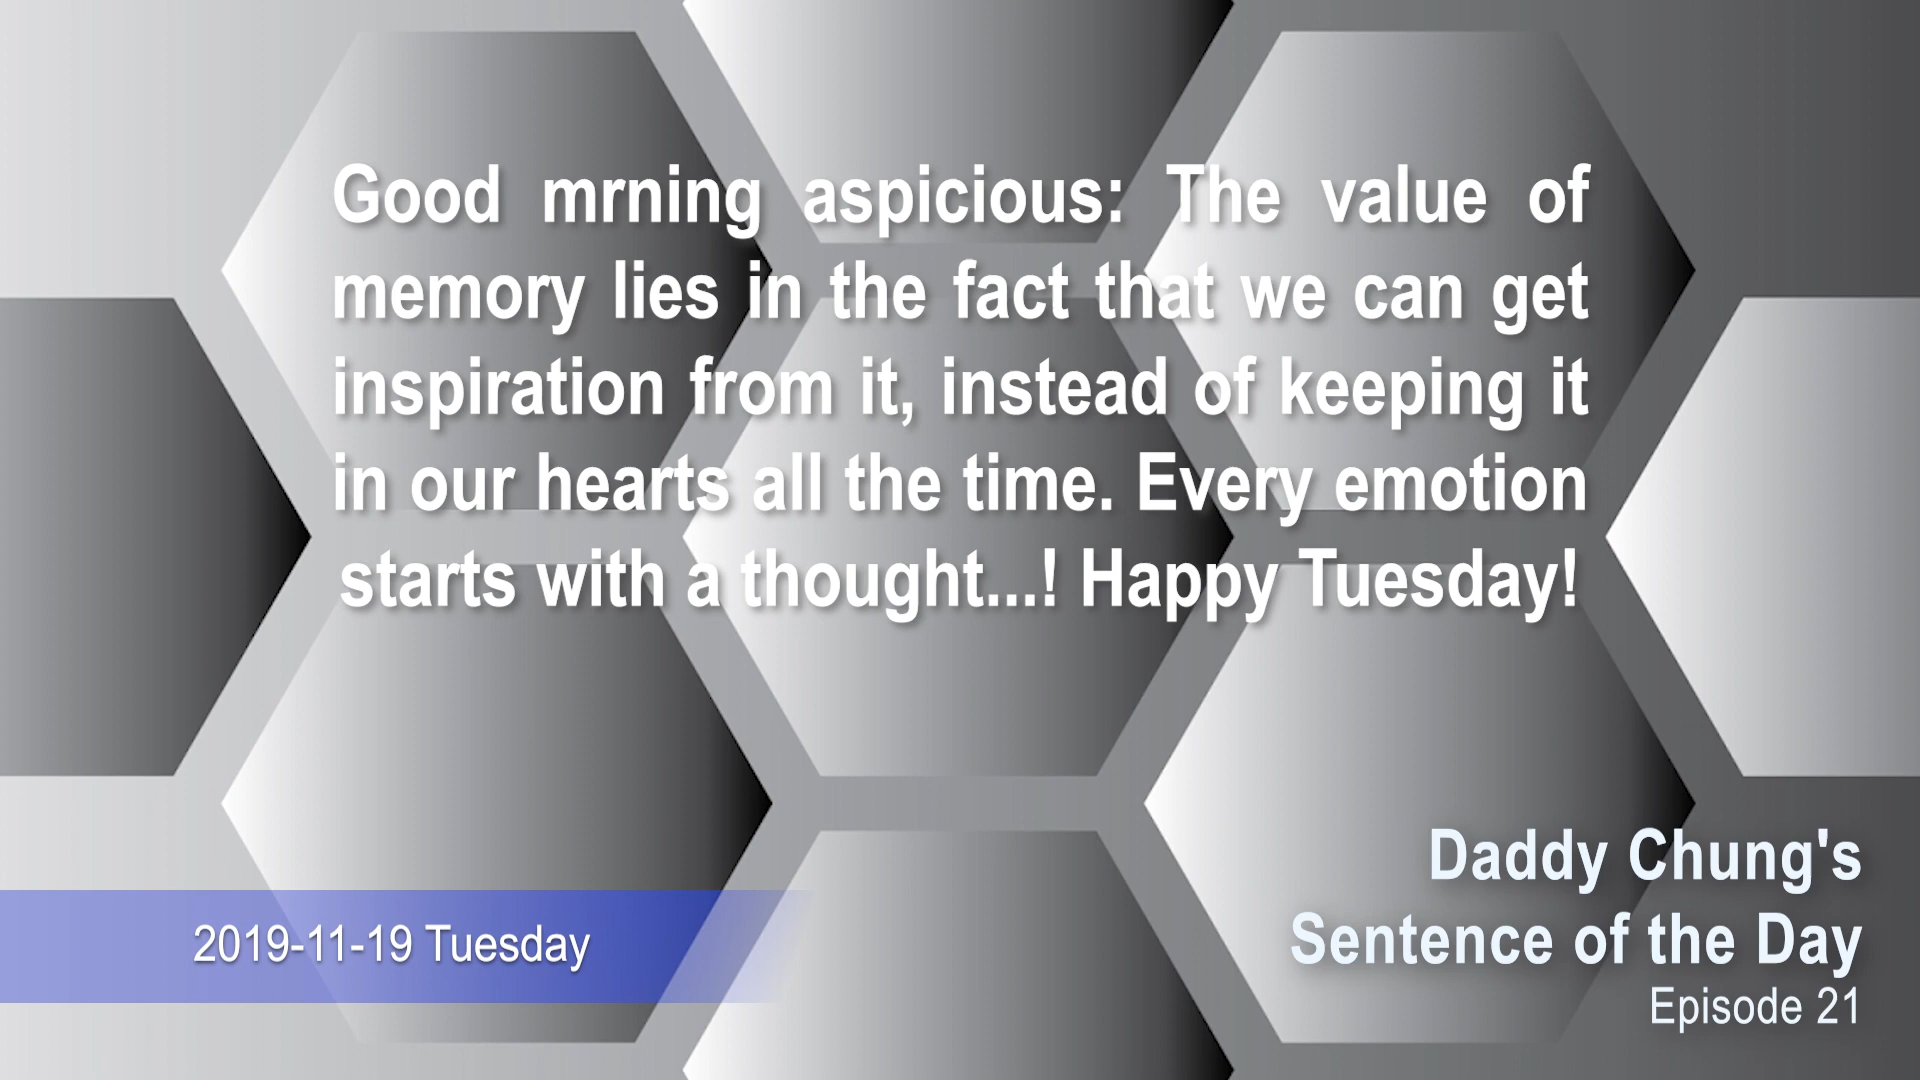 Good mrning aspicious: The value of
memory lies in the fact that we can get
inspiration from it, instead of keeping it
in our hearts all the time. Every emotion
starts with a thought...! Happy Tuesday!
2019-11-19 Tuesday
Daddy Chung's
Sentence of the Day
Episode 21